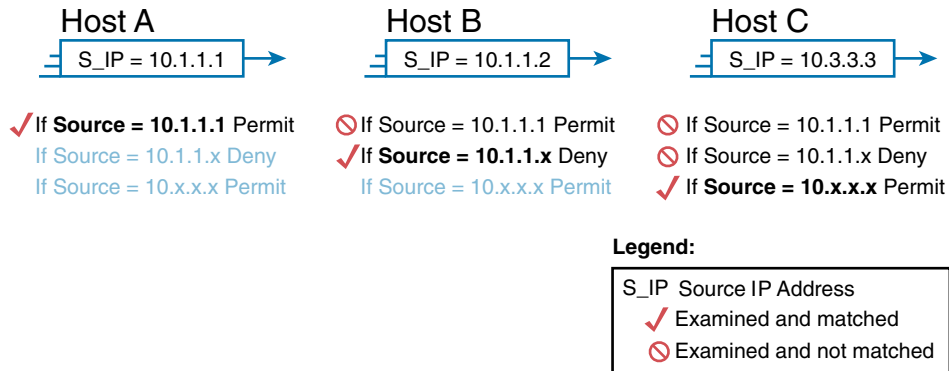 Host A
S_IP = 10.1.1.1
If Source = 10.1.1.1 Permit
If Source = 10.1.1.x Deny
If Source = 10.x.x.x Permit
Host B
S_IP = 10.1.1.2
If Source = 10.1.1.1 Permit
If Source = 10.1.1.x Deny
If Source = 10.x.x.x Permit
Host C
S_IP = 10.3.3.3
If Source = 10.1.1.1 Permit
If Source = 10.1.1.x Deny
If Source = 10.x.x.x Permit
Legend:
S_IP Source IP Address
Examined and matched
Examined and not matched